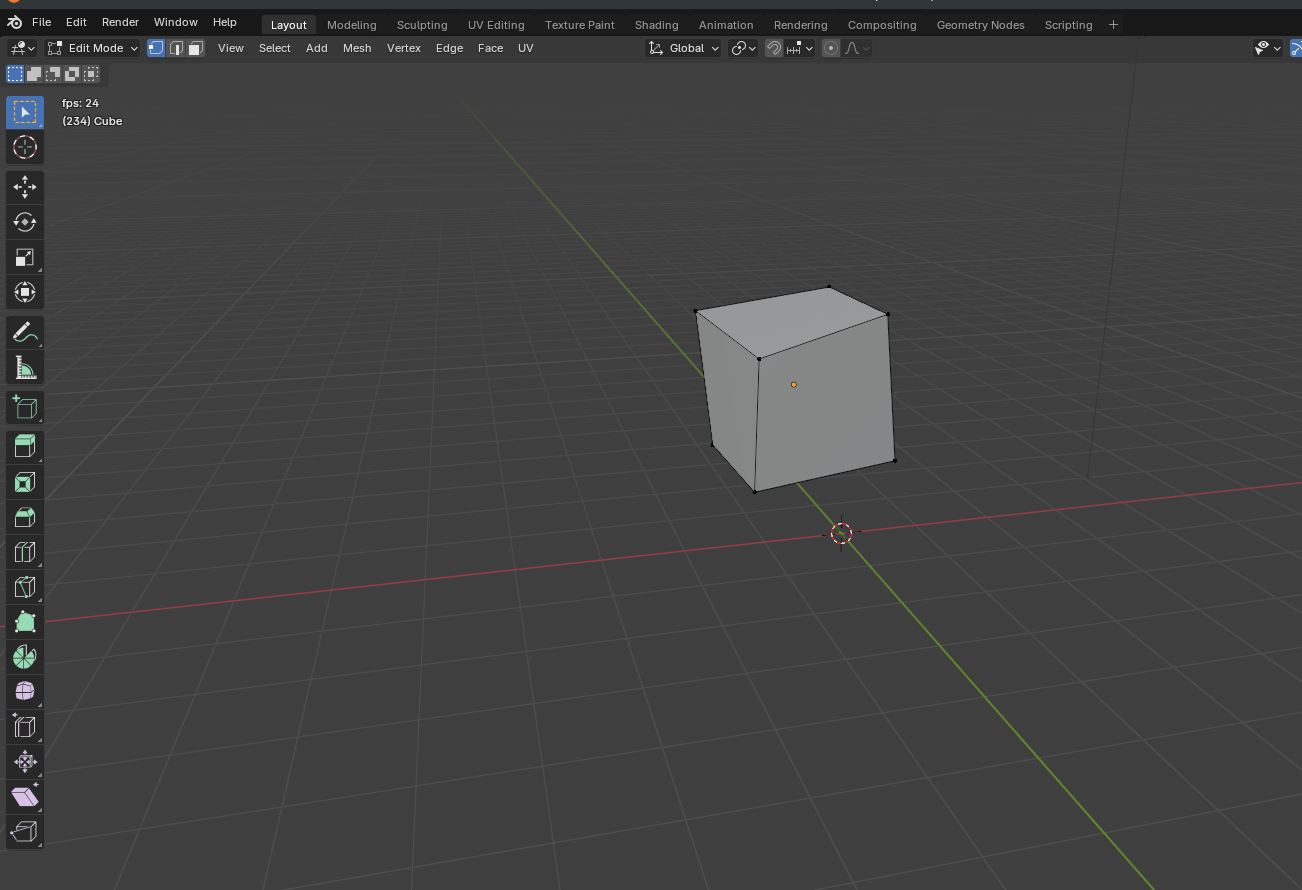 File Edit Render Window Help Layout Modeling Sculpting UV Editing Texture Paint Shading Animation Rendering Compositing Geometry Nodes Scripting +
Edit Mode View Select Add Mesh Vertex Edge Face UV Global
fps: 24
(234) Cube